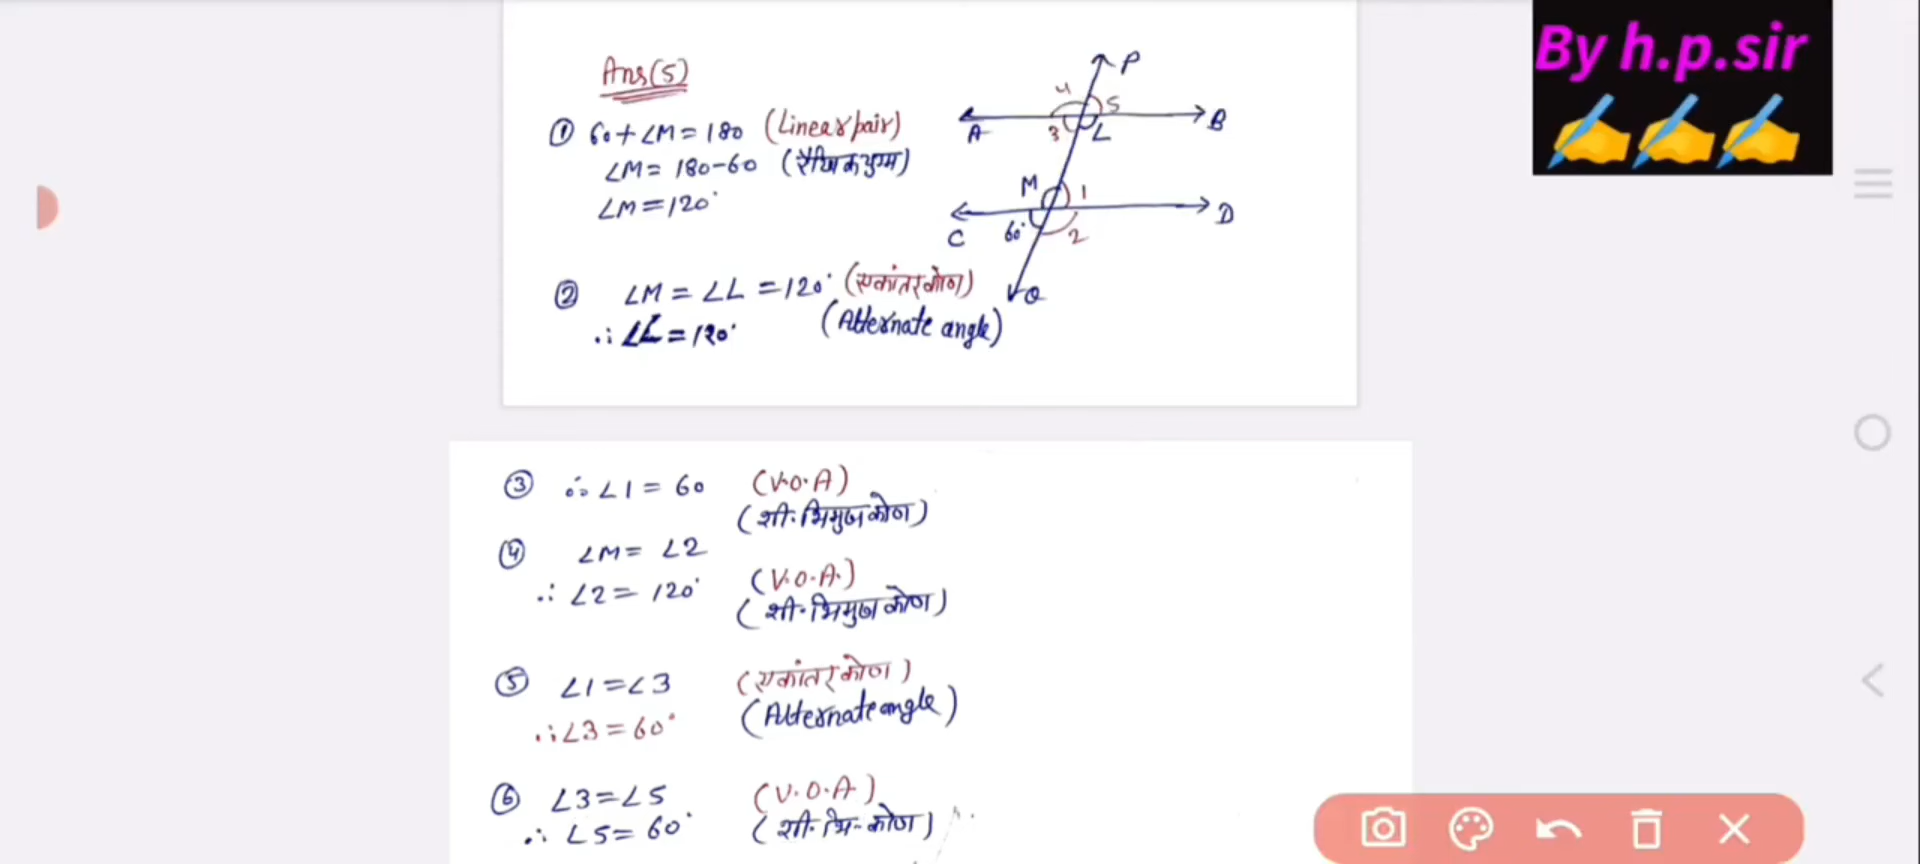 By h.p.sir
Ans(5)
① 60+∠M=180 (Linear pair)
∠M= 180-60 (रैखिक युग्म)
∠M=120°
② ∠M = ∠L =120° (एकांतर कोण)
∴ ∠L=120° (Alternate angle)
P
4 5
A 3 L B
M 1
C 60° 2 D
Q
③ ∴ ∠1= 60 (V.O.A)
(शी. भिमुख कोण)
④ ∠M= ∠2
∴ ∠2= 120° (V.O.A.)
(शी. भिमुख कोण)
⑤ ∠1=∠3 (एकांतर कोण)
∴∠3=60° (Alternate angle)
⑥ ∠3=∠5 (V.O.A)
∴ ∠5= 60° (शी. भि- कोण)